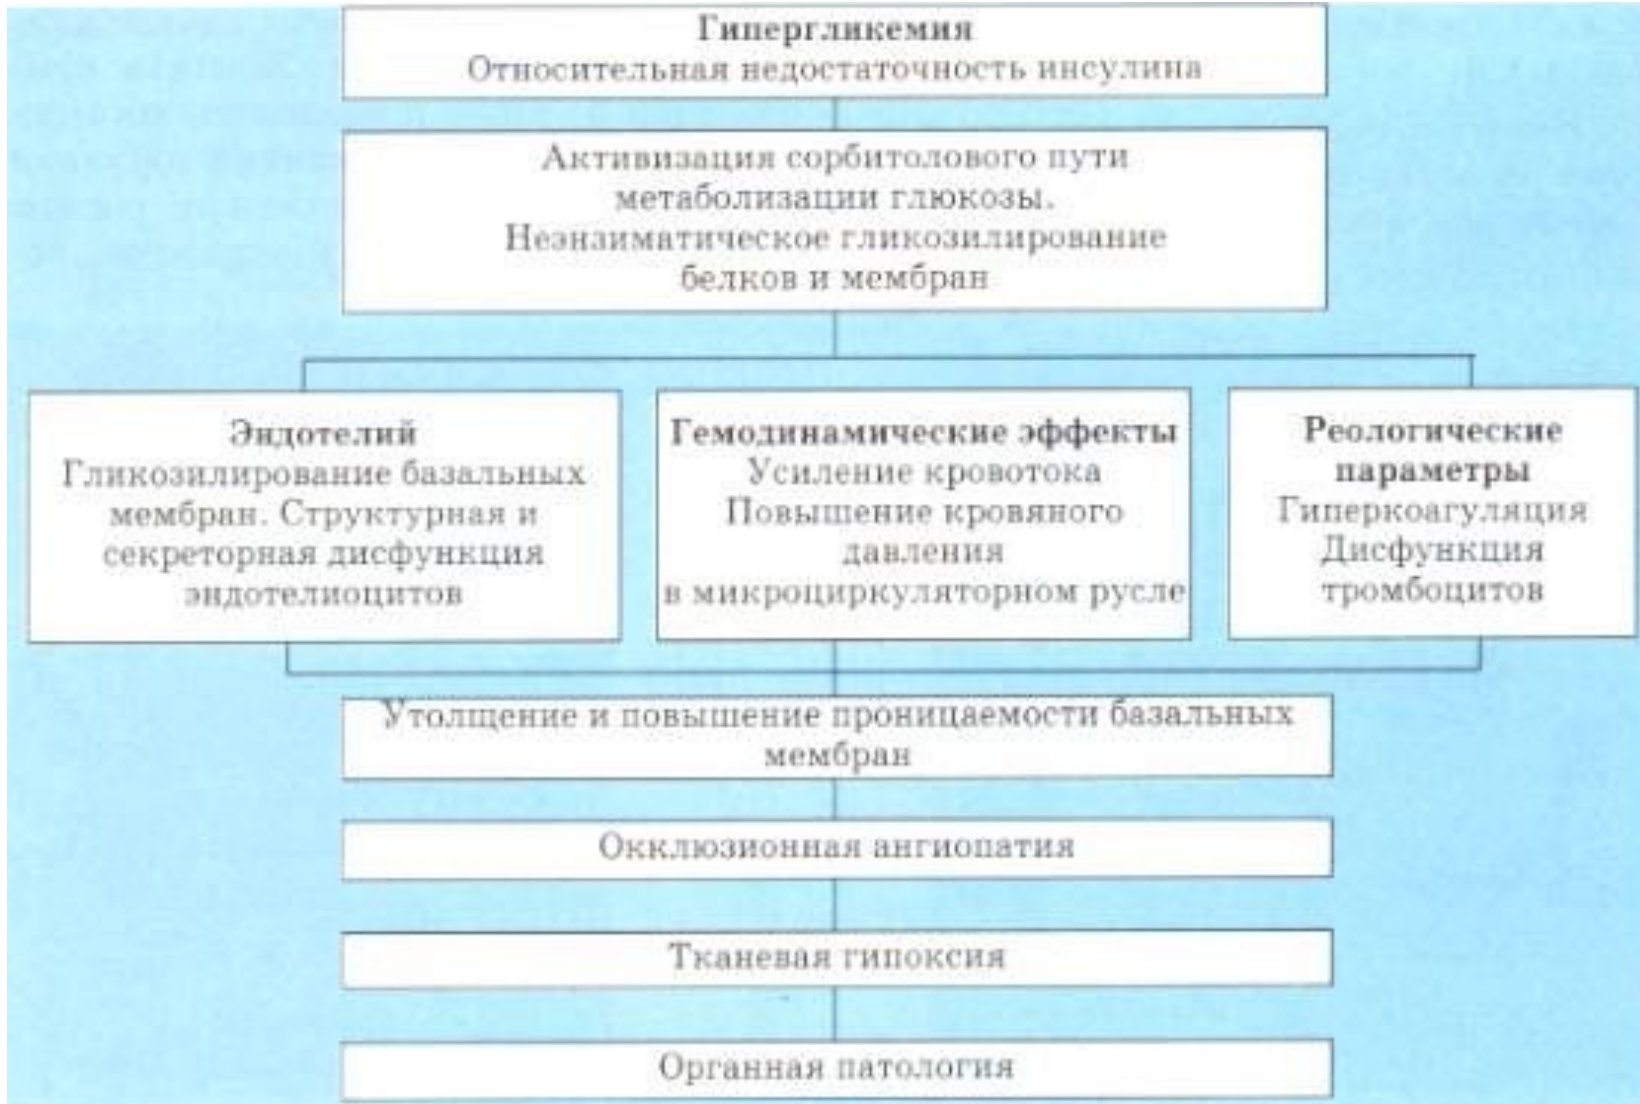 Гипергликемия
Относительная недостаточность инсулина
Активизация сорбитолового пути
метаболизации глюкозы.
Неэнзиматическое гликозилирование
белков и мембран
Эндотелий
Гликозилирование базальных
мембран. Структурная и
секреторная дисфункция
эндотелиоцитов
Гемодинамические эффекты
Усиление кровотока
Повышение кровяного
давления
в микроциркуляторном русле
Реологические
параметры
Гиперкоагуляция
Дисфункция
тромбоцитов
Утолщение и повышение проницаемости базальных
мембран
Окклюзионная ангиопатия
Тканевая гипоксия
Органная патология